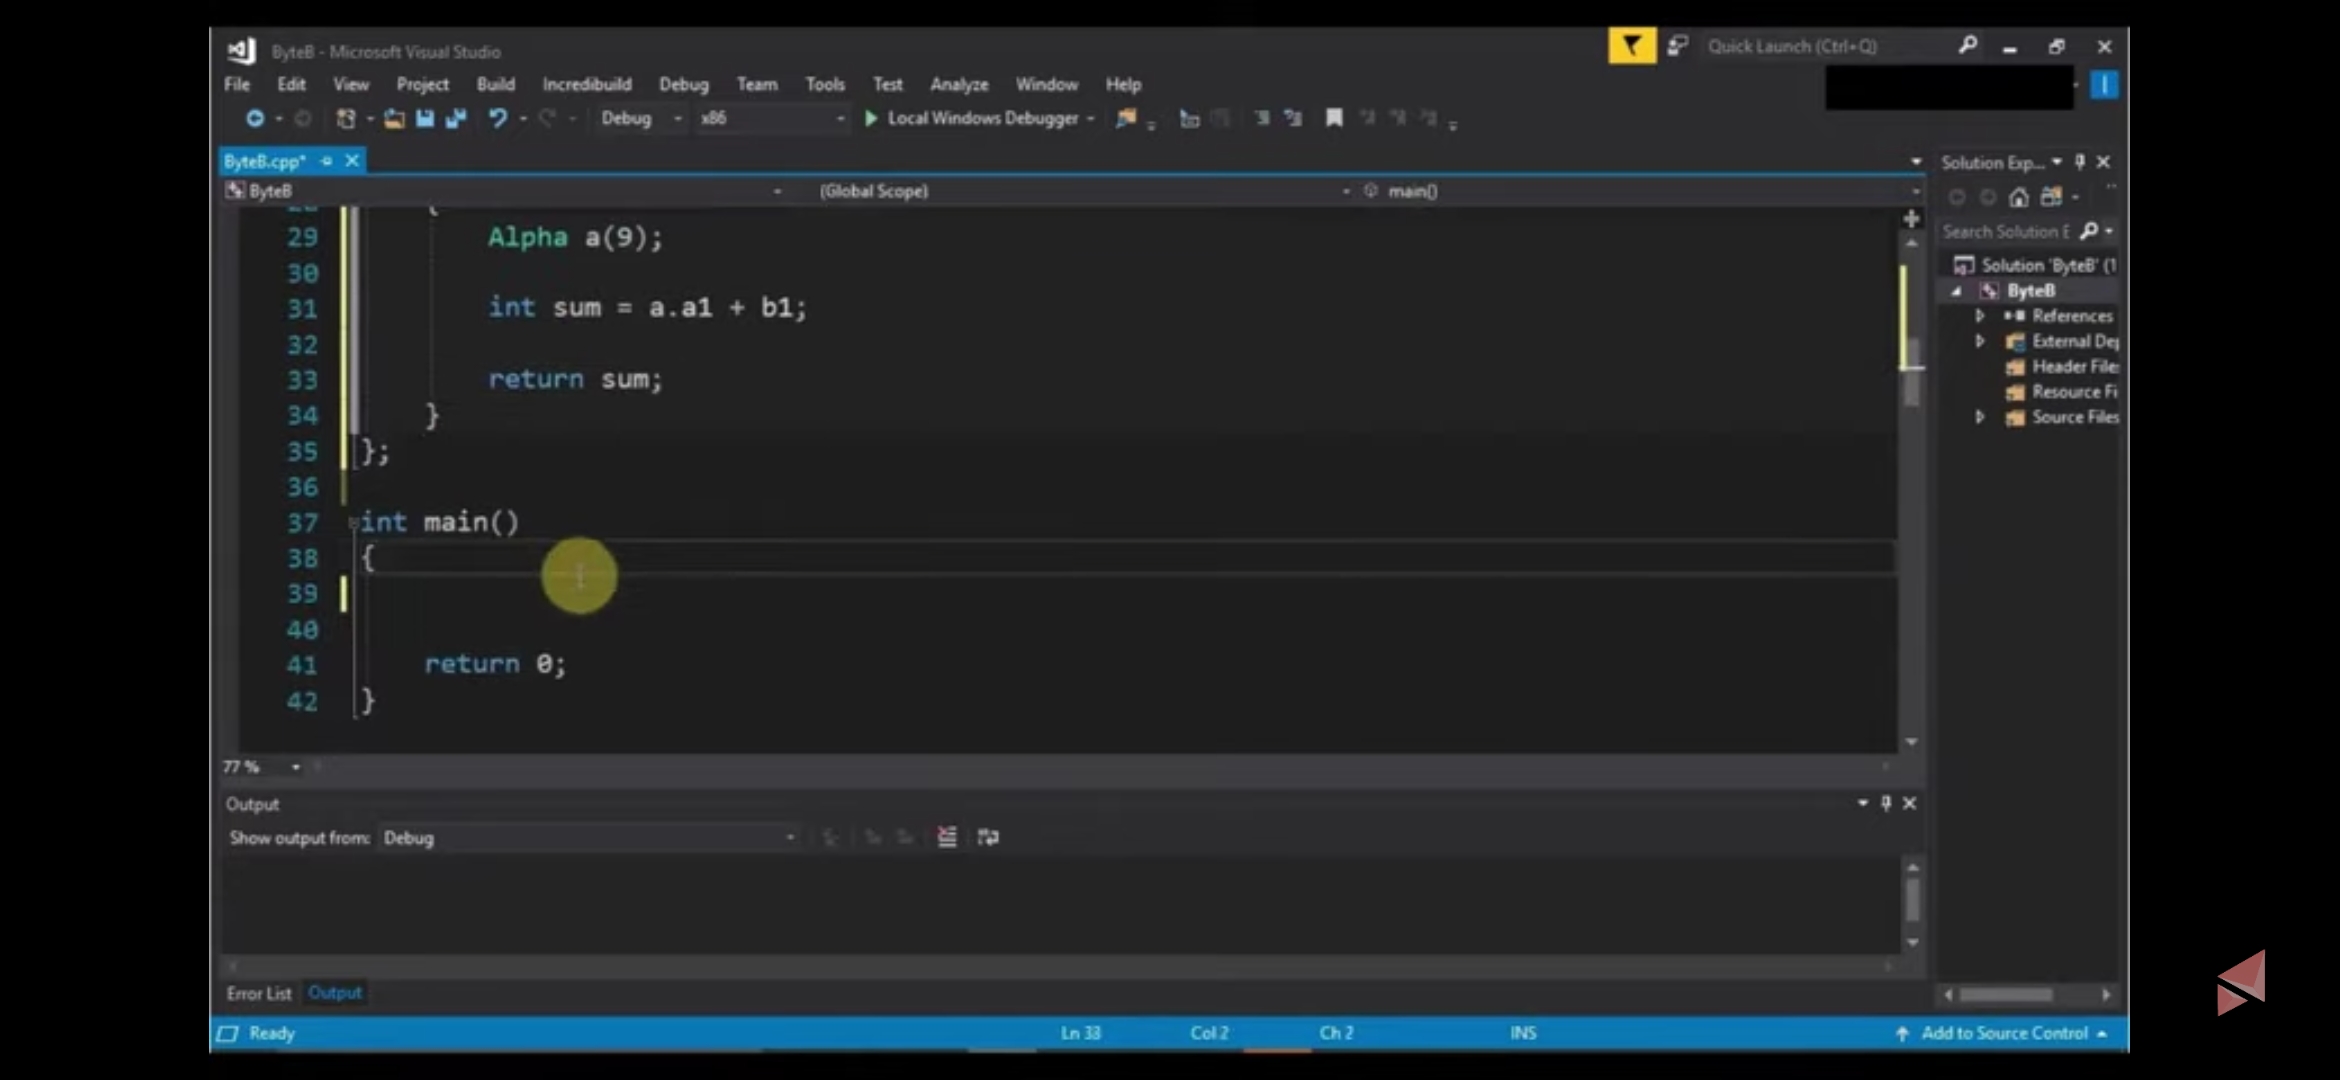 ByteB - Microsoft Visual Studio
Quick Launch (Ctrl+Q)
File Edit View Project Build Incredibuild Debug Team Tools Test Analyze Window Help
Debug x86 Local Windows Debugger
ByteB.cpp*
Solution Exp...
ByteB (Global Scope) main()
{
29 Alpha a(9);
30
31 int sum = a.a1 + b1;
32
33 return sum;
34 }
35 };
36
37 int main()
38 {
39
40
41 return 0;
42 }
Search Solution E
Solution 'ByteB' (1
ByteB
References
External Dep
Header Files
Resource Fi
Source Files
77 %
Output
Show output from: Debug
Error List Output
Ready Ln 33 Col 2 Ch 2 INS Add to Source Control